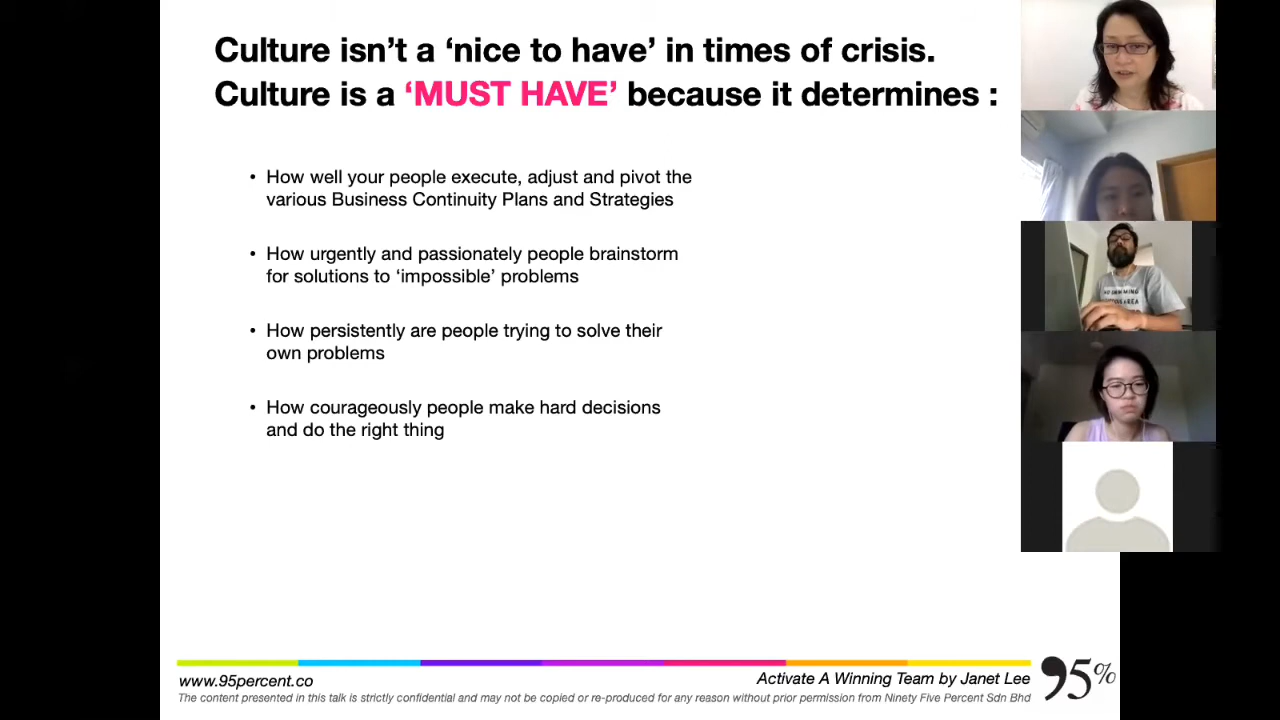 Culture isn’t a ‘nice to have’ in times of crisis.
Culture is a ‘MUST HAVE’ because it determines :
• How well your people execute, adjust and pivot the
various Business Continuity Plans and Strategies
• How urgently and passionately people brainstorm
for solutions to ‘impossible’ problems
• How persistently are people trying to solve their
own problems
• How courageously people make hard decisions
and do the right thing
www.95percent.co
Activate A Winning Team by Janet Lee
The content presented in this talk is strictly confidential and may not be copied or re-produced for any reason without prior permission from Ninety Five Percent Sdn Bhd
95%